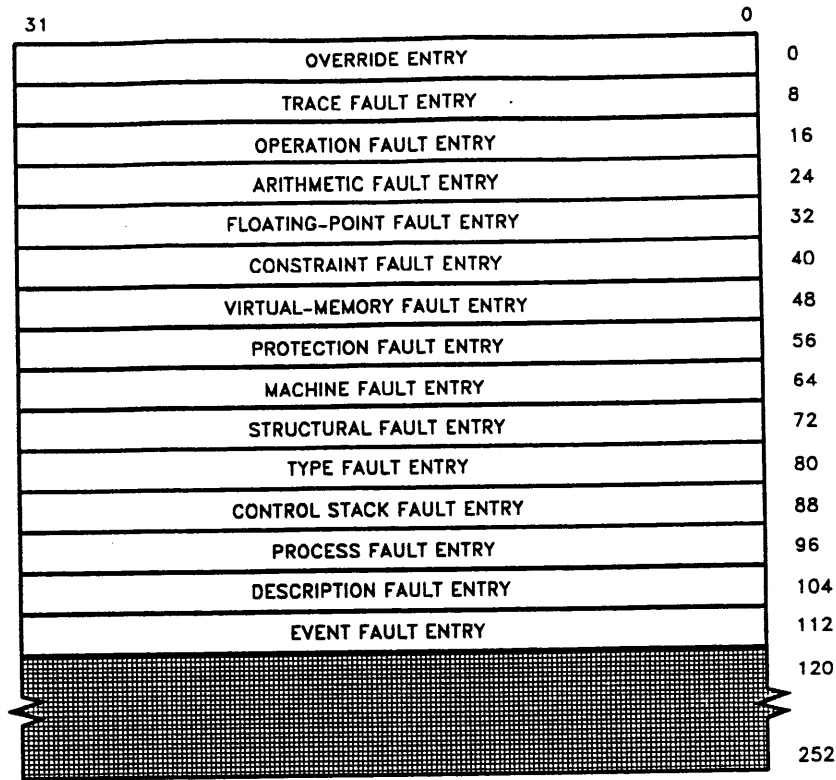 31 0
OVERRIDE ENTRY 0
TRACE FAULT ENTRY 8
OPERATION FAULT ENTRY 16
ARITHMETIC FAULT ENTRY 24
FLOATING-POINT FAULT ENTRY 32
CONSTRAINT FAULT ENTRY 40
VIRTUAL-MEMORY FAULT ENTRY 48
PROTECTION FAULT ENTRY 56
MACHINE FAULT ENTRY 64
STRUCTURAL FAULT ENTRY 72
TYPE FAULT ENTRY 80
CONTROL STACK FAULT ENTRY 88
PROCESS FAULT ENTRY 96
DESCRIPTION FAULT ENTRY 104
EVENT FAULT ENTRY 112
120
252